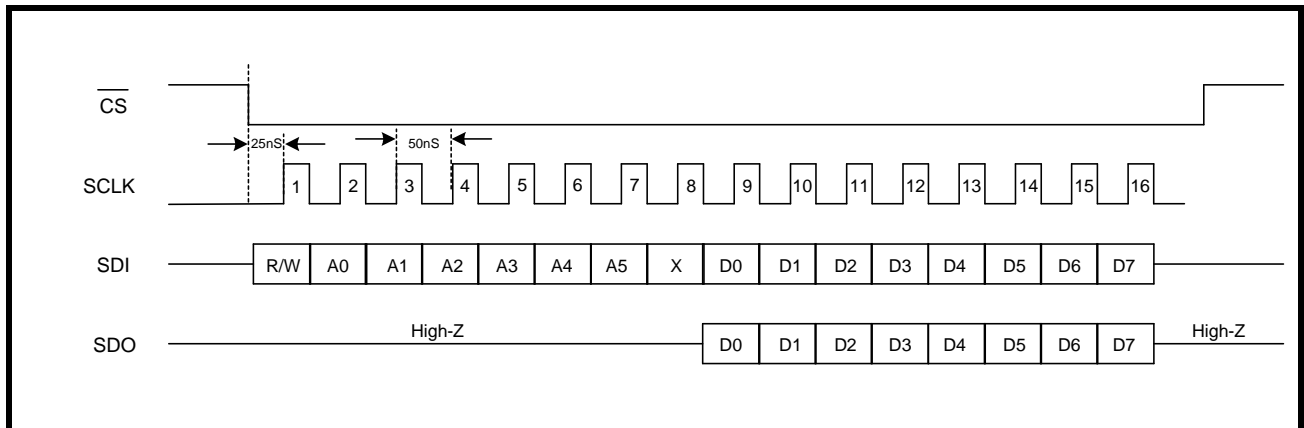 CS
25nS
50nS
SCLK 1 2 3 4 5 6 7 8 9 10 11 12 13 14 15 16
SDI R/W A0 A1 A2 A3 A4 A5 X D0 D1 D2 D3 D4 D5 D6 D7
High-Z High-Z
SDO D0 D1 D2 D3 D4 D5 D6 D7